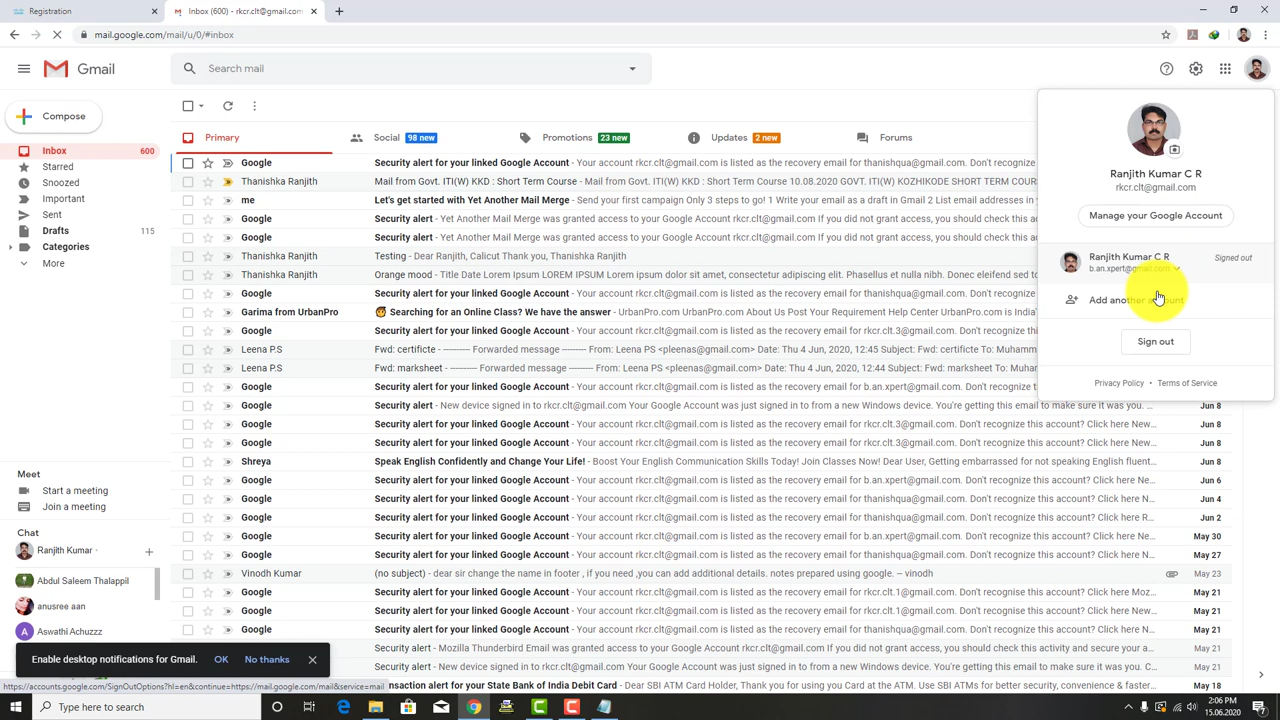 Registration
Inbox (600) - rkcr.clt@gmail.com
mail.google.com/mail/u/0/#inbox
Gmail
Search mail
Compose
Primary
Social 98 new
Promotions 23 new
Updates 2 new
Forums
Inbox 600
Starred
Snoozed
Important
Sent
Drafts 115
Categories
More
Google Security alert for your linked Google Account - Your account rkcr.clt@gmail.com is listed as the recovery email for thanishqua@gmail.com. Don't recognize
Thanishka Ranjith Mail from Govt. ITI(W) KKD : Short Term Course - Mail from Govt. ITI(W) KKD : Short Term Course 10.08.2020 GOVT. ITI(W) KOZHIKODE SHORT TERM COUR
me Let's get started with Yet Another Mail Merge - Send your first campaign Only 3 steps to go! 1 Write your email as a draft in Gmail 2 List email addresses in
Google Security alert - Yet Another Mail Merge was granted access to your Google Account rkcr.clt@gmail.com If you did not grant access, you should check this ac
Google Security alert - Yet Another Mail Merge was granted access to your Google Account rkcr.clt@gmail.com If you did not grant access, you should check this ac
Thanishka Ranjith Testing - Dear Ranjith, Calicut Thank you, Thanishka Ranjith
Thanishka Ranjith Orange mood - Title Date Lorem Ipsum LOREM IPSUM lorem dolor sit amet, consectetur adipiscing elit. Phasellus et nulla nibh. Donec eleifend sed to
Google Security alert for your linked Google Account - Your account rkcr.clt@gmail.com is listed as the recovery email for thanishqua@gmail.com. Don't recognize
Garima from UrbanPro Searching for an Online Class? We have the answer - UrbanPro.com UrbanPro.com About Us Post Your Requirement Help Center UrbanPro.com is India'
Google Security alert for your linked Google Account - Your account rkcr.clt@gmail.com is listed as the recovery email for rkcr.clt.3@gmail.com. Don't recognize
Leena P.S Fwd: certificte - ---------- Forwarded message --------- From: Leena PS <pleenas@gmail.com> Date: Thu 4 Jun, 2020, 12:45 Subject: Fwd: certificte To: Muhamm
Leena P.S Fwd: marksheet - ---------- Forwarded message --------- From: Leena PS <pleenas@gmail.com> Date: Thu 4 Jun, 2020, 12:44 Subject: Fwd: marksheet To: Muham
Google Security alert for your linked Google Account - Your account rkcr.clt@gmail.com is listed as the recovery email for b.an.xpert@gmail.com. Don't recognize
Google Security alert - New device signed in to rkcr.clt@gmail.com Your Google Account was just signed in to from a new Windows device. You're getting this email to make sure it was you. … Jun 8
Google Security alert for your linked Google Account - Your account rkcr.clt@gmail.com is listed as the recovery email for rkcr.clt.3@gmail.com. Don't recognize this account? Click here New… Jun 8
Google Security alert for your linked Google Account - Your account rkcr.clt@gmail.com is listed as the recovery email for rkcr.clt.3@gmail.com. Don't recognize this account? Click here New… Jun 8
Shreya Speak English Confidently and Change Your Life! - Boost Your English Communication Skills Today! Join Classes Now! Dear User, Getting embarrassed for not speaking English fluent… Jun 8
Google Security alert for your linked Google Account - Your account rkcr.clt@gmail.com is listed as the recovery email for b.an.xpert@gmail.com. Don't recognize this account? Click here Ne… Jun 6
Google Security alert for your linked Google Account - Your account rkcr.clt@gmail.com is listed as the recovery email for thanishqua@gmail.com. Don't recognize this account? Click here Ne… Jun 4
Google Security alert for your linked Google Account - Your account rkcr.clt@gmail.com is listed as the recovery email for thanishqua@gmail.com. Don't recognize this account? Click here R… Jun 2
Google Security alert for your linked Google Account - Your account rkcr.clt@gmail.com is listed as the recovery email for b.an.xpert@gmail.com. Don't recognize this account? Click here Ne… May 30
Google Security alert for your linked Google Account - Your account rkcr.clt@gmail.com is listed as the recovery email for thanishqua@gmail.com. Don't recognize this account? Click here Ne… May 27
Vinodh Kumar (no subject) - dear sir change the name in footer , if you need ,you can add additional details. notes prepared using google. -- vinodh May 23
Google Security alert for your linked Google Account - Your account rkcr.clt@gmail.com is listed as the recovery email for rkcr.clt.1@gmail.com. Don't recognise this account? Click here Moz… May 21
Google Security alert for your linked Google Account - Your account rkcr.clt@gmail.com is listed as the recovery email for rkcr.clt.1@gmail.com. Don't recognise this account? Click here New… May 21
Google Security alert for your linked Google Account - Your account rkcr.clt@gmail.com is listed as the recovery email for rkcr.clt.1@gmail.com. Don't recognise this account? Click here New… May 21
Security alert - Mozilla Thunderbird Email was granted access to your Google Account rkcr.clt@gmail.com If you did not grant access, you should check this activity and secure your a… May 21
Security alert - New device signed in to rkcr.clt@gmail.com Your Google Account was just signed in to from a new Windows device. You're getting this email to make sure it was you. … May 21
ansaction alert for your State Bank of India Debit Card - Dear SBI ATM Card Holder, Thank you for using you Card at the ATM. Use SBI ATMs for better security, convenience & faster… May 18
Ranjith Kumar C R
rkcr.clt@gmail.com
Manage your Google Account
Ranjith Kumar C R
b.an.xpert@gmail.com
Signed out
Add another account
Sign out
Privacy Policy • Terms of Service
Meet
Start a meeting
Join a meeting
Chat
Ranjith Kumar
Abdul Saleem Thalappil
anusree aan
A Aswathi Achuzzz
Enable desktop notifications for Gmail. OK No thanks
https://accounts.google.com/SignOutOptions?hl=en&continue=https://mail.google.com/mail&service=mail
Type here to search
2:06 PM
15.06.2020